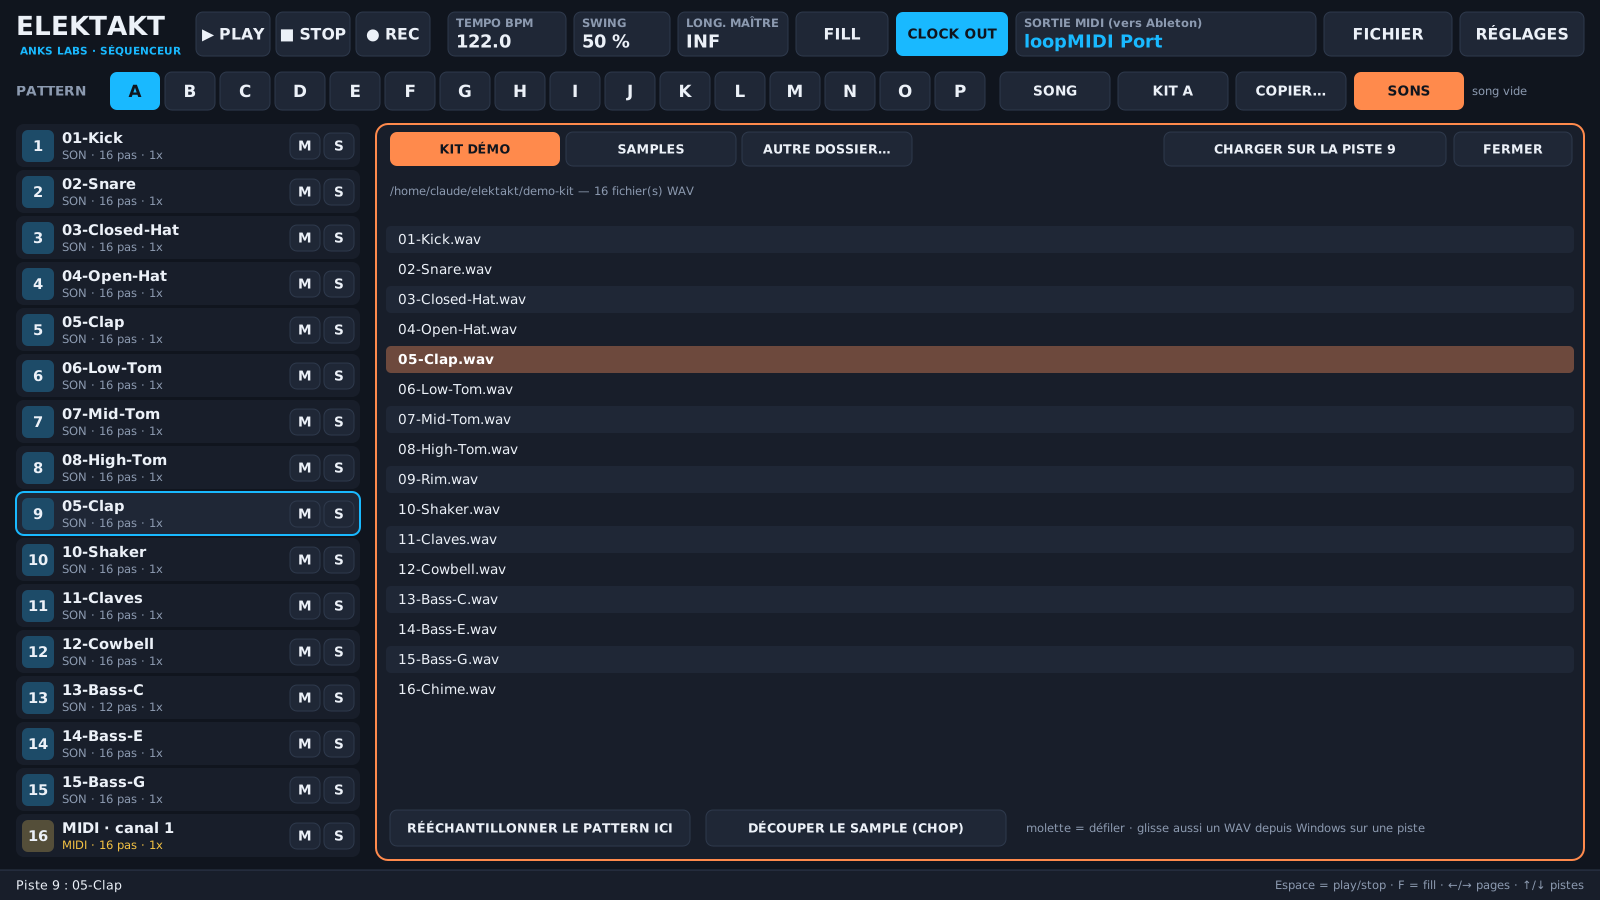 ELEKTAKT
ANKS LABS · SÉQUENCEUR
▶ PLAY
■ STOP
● REC
TEMPO BPM
122.0
SWING
50 %
LONG. MAÎTRE
INF
FILL
CLOCK OUT
SORTIE MIDI (vers Ableton)
loopMIDI Port
FICHIER
RÉGLAGES
PATTERN
A B C D E F G H I J K L M N O P
SONG
KIT A
COPIER…
SONS
song vide
1 01-Kick M S
SON · 16 pas · 1x
2 02-Snare M S
SON · 16 pas · 1x
3 03-Closed-Hat M S
SON · 16 pas · 1x
4 04-Open-Hat M S
SON · 16 pas · 1x
5 05-Clap M S
SON · 16 pas · 1x
6 06-Low-Tom M S
SON · 16 pas · 1x
7 07-Mid-Tom M S
SON · 16 pas · 1x
8 08-High-Tom M S
SON · 16 pas · 1x
9 05-Clap M S
SON · 16 pas · 1x
10 10-Shaker M S
SON · 16 pas · 1x
11 11-Claves M S
SON · 16 pas · 1x
12 12-Cowbell M S
SON · 16 pas · 1x
13 13-Bass-C M S
SON · 12 pas · 1x
14 14-Bass-E M S
SON · 16 pas · 1x
15 15-Bass-G M S
SON · 16 pas · 1x
16 MIDI · canal 1 M S
MIDI · 16 pas · 1x
KIT DÉMO
SAMPLES
AUTRE DOSSIER…
CHARGER SUR LA PISTE 9
FERMER
/home/claude/elektakt/demo-kit — 16 fichier(s) WAV
01-Kick.wav
02-Snare.wav
03-Closed-Hat.wav
04-Open-Hat.wav
05-Clap.wav
06-Low-Tom.wav
07-Mid-Tom.wav
08-High-Tom.wav
09-Rim.wav
10-Shaker.wav
11-Claves.wav
12-Cowbell.wav
13-Bass-C.wav
14-Bass-E.wav
15-Bass-G.wav
16-Chime.wav
RÉÉCHANTILLONNER LE PATTERN ICI
DÉCOUPER LE SAMPLE (CHOP)
molette = défiler · glisse aussi un WAV depuis Windows sur une piste
Piste 9 : 05-Clap
Espace = play/stop · F = fill · ←/→ pages · ↑/↓ pistes